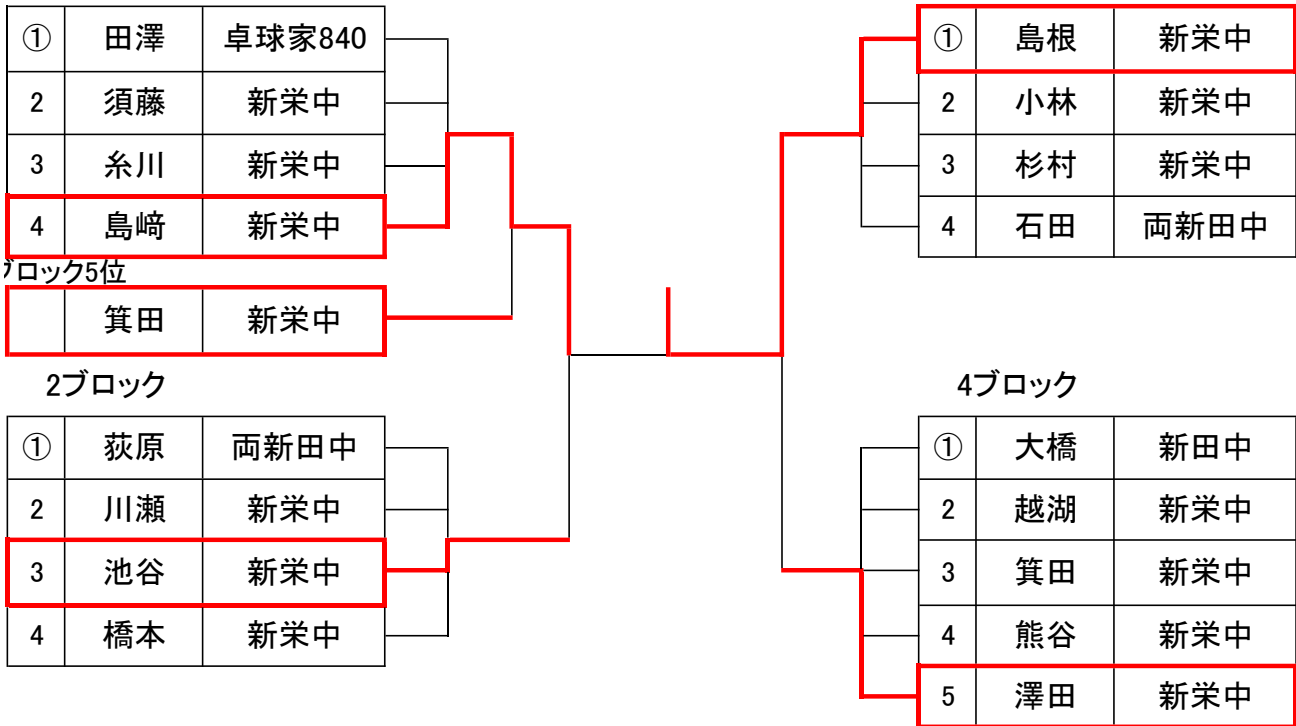 ① 田澤 卓球家840
2 須藤 新栄中
3 糸川 新栄中
4 島﨑 新栄中
ブロック5位
箕田 新栄中
2ブロック
① 荻原 両新田中
2 川瀬 新栄中
3 池谷 新栄中
4 橋本 新栄中
① 島根 新栄中
2 小林 新栄中
3 杉村 新栄中
4 石田 両新田中
4ブロック
① 大橋 新田中
2 越湖 新栄中
3 箕田 新栄中
4 熊谷 新栄中
5 澤田 新栄中